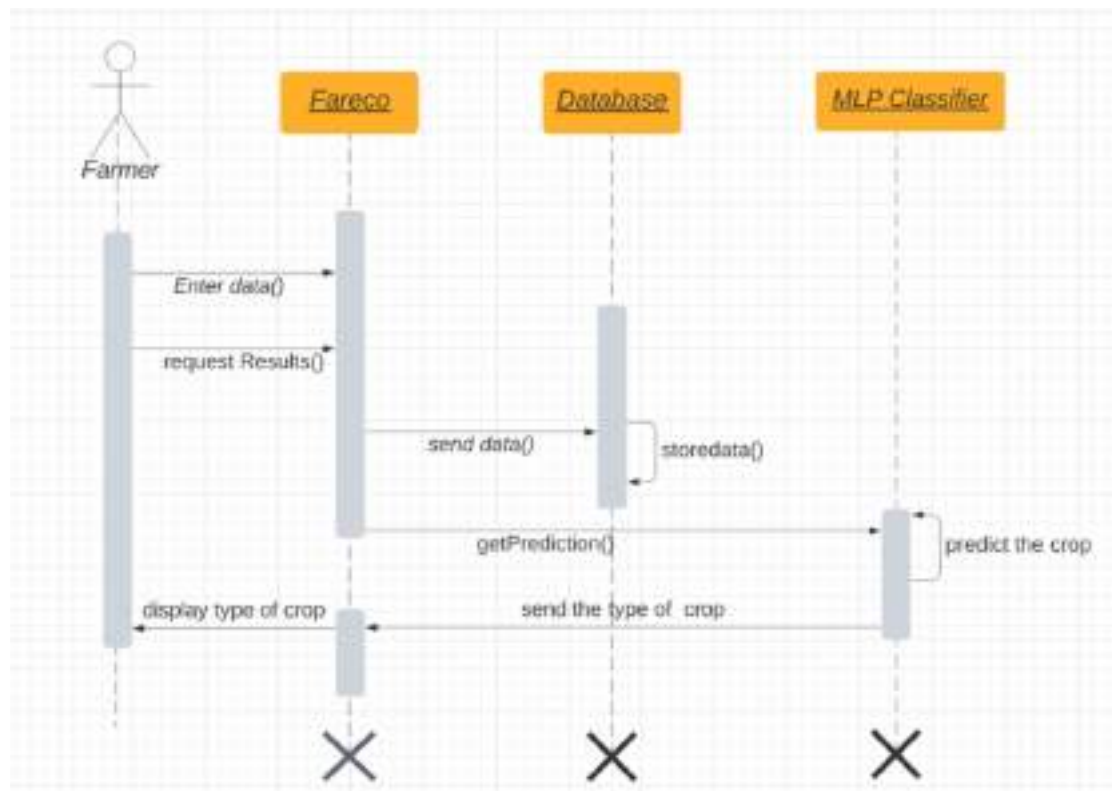 Fareco
Database
MLP Classifier
Farmer
Enter data()
request Results()
send data()
storedata()
getPrediction()
predict the crop
display type of crop
send the type of crop